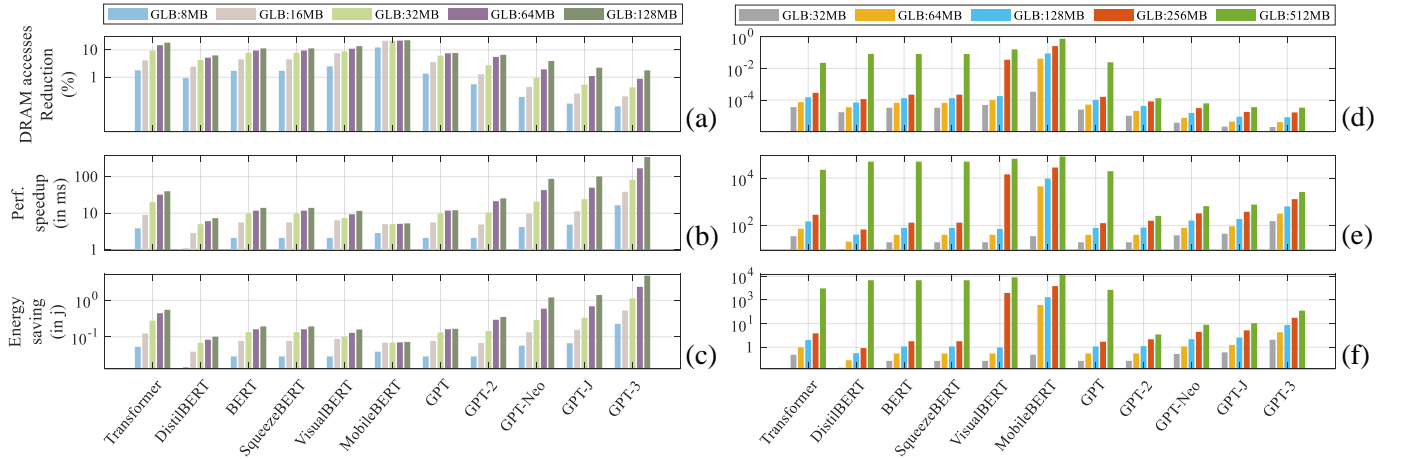 GLB:8MB GLB:16MB GLB:32MB GLB:64MB GLB:128MB
DRAM accesses
Reduction
(%)
10
1
(a)
Perf.
speedup
(in ms)
100
10
1
(b)
Energy
saving
(in j)
10^0
10^-1
(c)
Transformer
DistilBERT
BERT
SqueezeBERT
VisualBERT
MobileBERT
GPT
GPT-2
GPT-Neo
GPT-J
GPT-3
GLB:32MB GLB:64MB GLB:128MB GLB:256MB GLB:512MB
10^0
10^-2
10^-4
(d)
10^4
10^2
(e)
10^4
10^3
10^1
1
(f)
Transformer
DistilBERT
BERT
SqueezeBERT
VisualBERT
MobileBERT
GPT
GPT-2
GPT-Neo
GPT-J
GPT-3